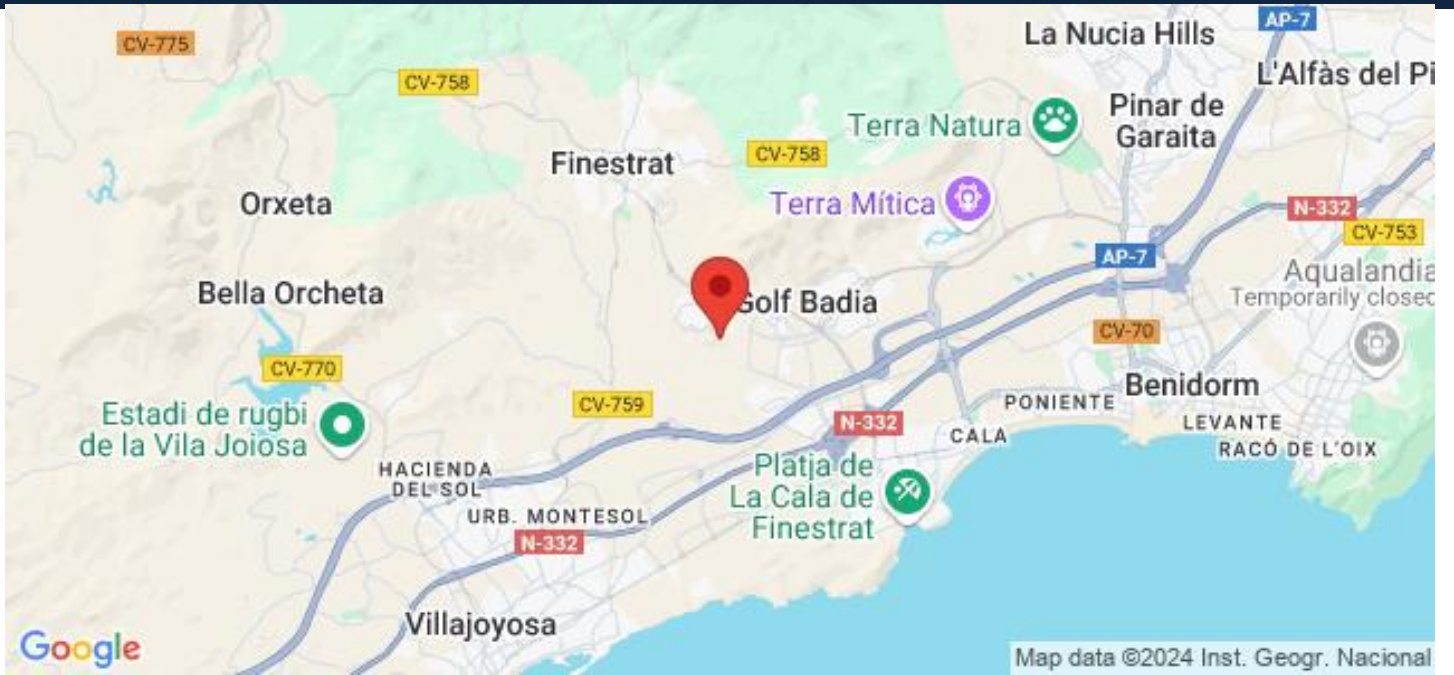 CV-775
CV-758
La Nucia Hills
AP-7
L'Alfàs del Pi
Terra Natura
Pinar de
Garaita
Finestrat
CV-758
Orxeta
Terra Mítica
N-332
CV-753
AP-7
Bella Orcheta
Golf Badia
Aqualandia
Temporarily closed
CV-70
CV-770
CV-759
Benidorm
Estadi de rugbi
de la Vila Joiosa
N-332
PONIENTE
LEVANTE
CALA
RACÓ DE L'OIX
HACIENDA
DEL SOL
Platja de
La Cala de
Finestrat
URB. MONTESOL
N-332
Villajoyosa
Google
Map data ©2024 Inst. Geogr. Nacional